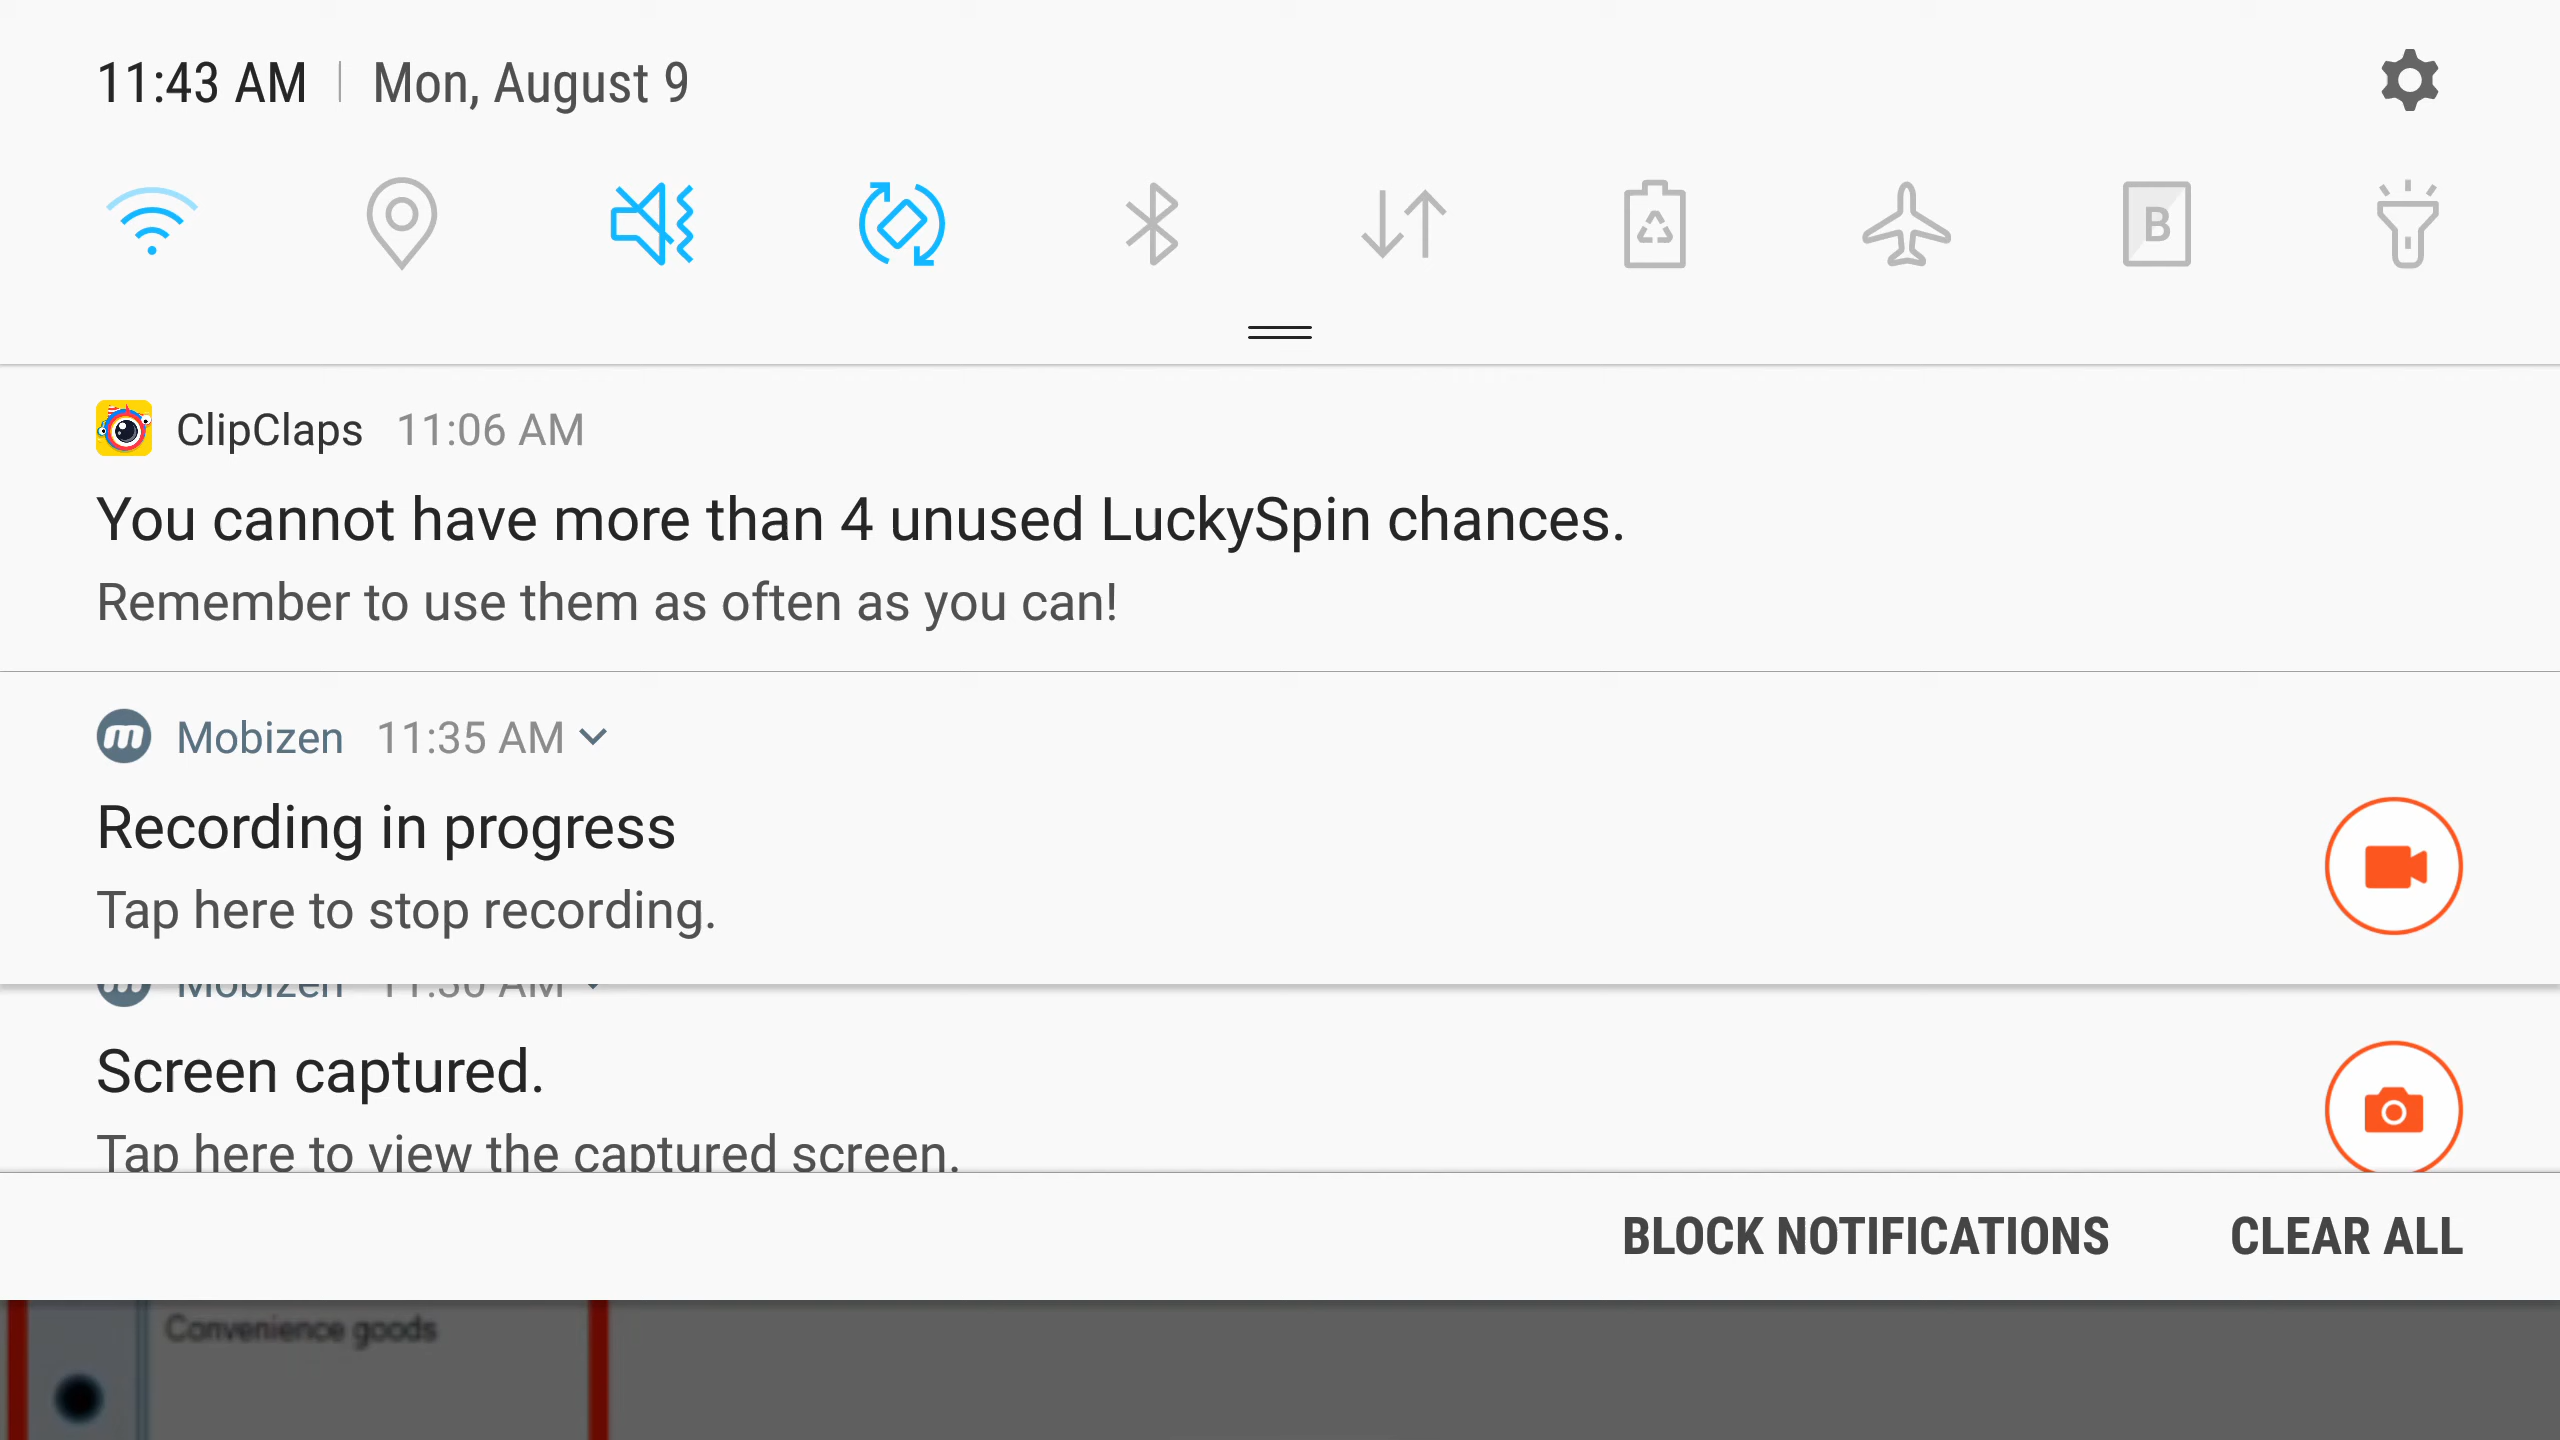 11:43 AM | Mon, August 9
B
ClipClaps 11:06 AM
You cannot have more than 4 unused LuckySpin chances.
Remember to use them as often as you can!
Mobizen 11:35 AM
Recording in progress
Tap here to stop recording.
Mobizen AM
Screen captured.
Tap here to view the captured screen.
BLOCK NOTIFICATIONS CLEAR ALL
Convenience goods